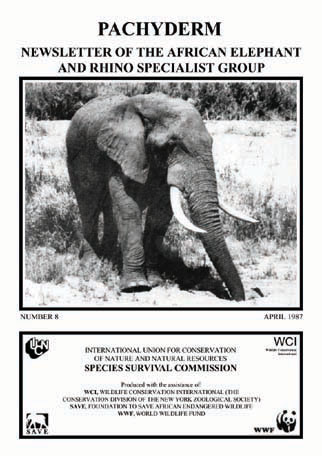 PACHYDERM
NEWSLETTER OF THE AFRICAN ELEPHANT
AND RHINO SPECIALIST GROUP
NUMBER 8
APRIL 1987
WCI
Wildlife Conservation
International
INTERNATIONAL UNION FOR CONSERVATION
OF NATURE AND NATURAL RESOURCES
SPECIES SURVIVAL COMMISSION
Produced with the assistance of:
WCI, WILDLIFE CONSERVATION INTERNATIONAL (THE
CONSERVATION DIVISION OF THE NEW YORK ZOOLOGICAL SOCIETY)
SAVE, FOUNDATION TO SAVE AFRICAN ENDANGERED WILDLIFE
WWF, WORLD WILDLIFE FUND
SAVE
WWF